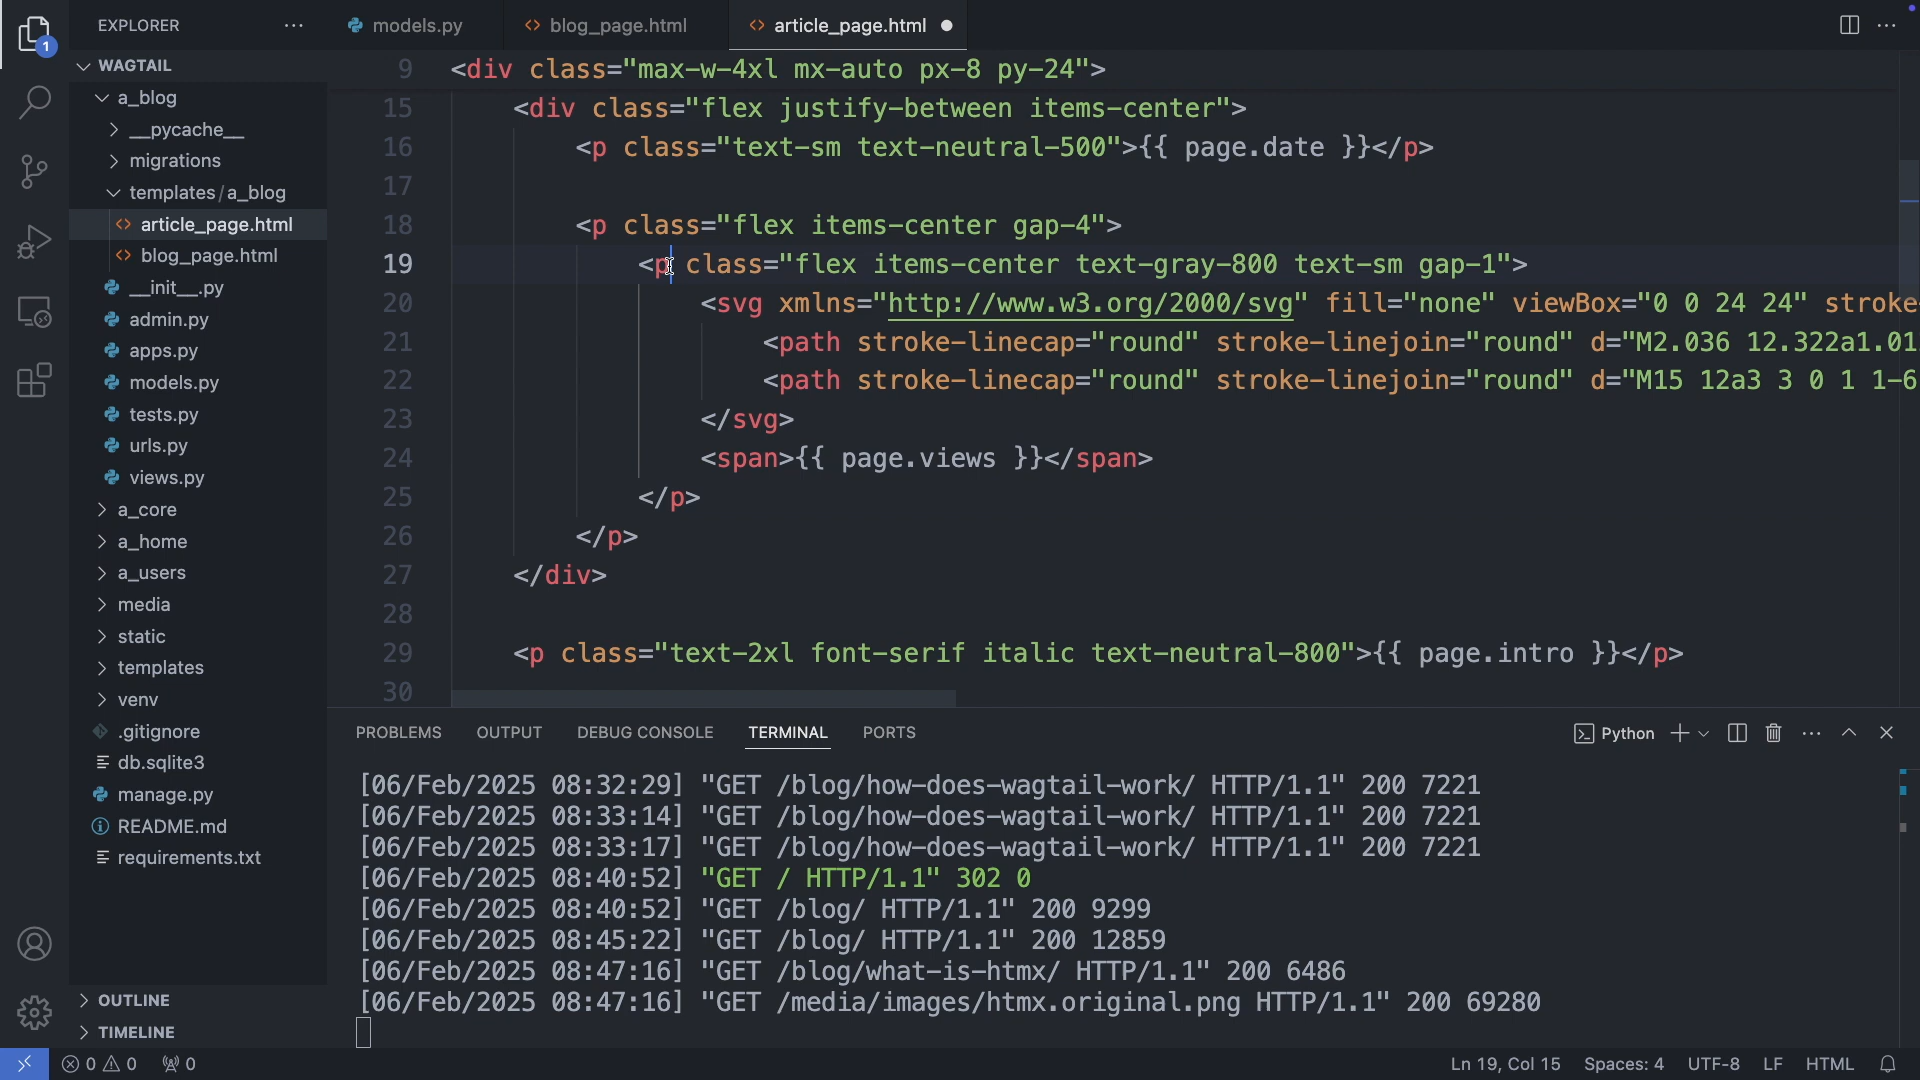 EXPLORER
models.py
blog_page.html
article_page.html
1
WAGTAIL
a_blog
__pycache__
migrations
templates / a_blog
article_page.html
blog_page.html
__init__.py
admin.py
apps.py
models.py
tests.py
urls.py
views.py
a_core
a_home
a_users
media
static
templates
venv
.gitignore
db.sqlite3
manage.py
README.md
requirements.txt
OUTLINE
TIMELINE
9 <div class="max-w-4xl mx-auto px-8 py-24">
15 <div class="flex justify-between items-center">
16 <p class="text-sm text-neutral-500">{{ page.date }}</p>
17
18 <p class="flex items-center gap-4">
19 <p class="flex items-center text-gray-800 text-sm gap-1">
20 <svg xmlns="http://www.w3.org/2000/svg" fill="none" viewBox="0 0 24 24" stroke-
21 <path stroke-linecap="round" stroke-linejoin="round" d="M2.036 12.322a1.01
22 <path stroke-linecap="round" stroke-linejoin="round" d="M15 12a3 3 0 1 1-6
23 </svg>
24 <span>{{ page.views }}</span>
25 </p>
26 </p>
27 </div>
28
29 <p class="text-2xl font-serif italic text-neutral-800">{{ page.intro }}</p>
30
PROBLEMS OUTPUT DEBUG CONSOLE TERMINAL PORTS
Python
[06/Feb/2025 08:32:29] "GET /blog/how-does-wagtail-work/ HTTP/1.1" 200 7221
[06/Feb/2025 08:33:14] "GET /blog/how-does-wagtail-work/ HTTP/1.1" 200 7221
[06/Feb/2025 08:33:17] "GET /blog/how-does-wagtail-work/ HTTP/1.1" 200 7221
[06/Feb/2025 08:40:52] "GET / HTTP/1.1" 302 0
[06/Feb/2025 08:40:52] "GET /blog/ HTTP/1.1" 200 9299
[06/Feb/2025 08:45:22] "GET /blog/ HTTP/1.1" 200 12859
[06/Feb/2025 08:47:16] "GET /blog/what-is-htmx/ HTTP/1.1" 200 6486
[06/Feb/2025 08:47:16] "GET /media/images/htmx.original.png HTTP/1.1" 200 69280
0 0 0
Ln 19, Col 15 Spaces: 4 UTF-8 LF HTML